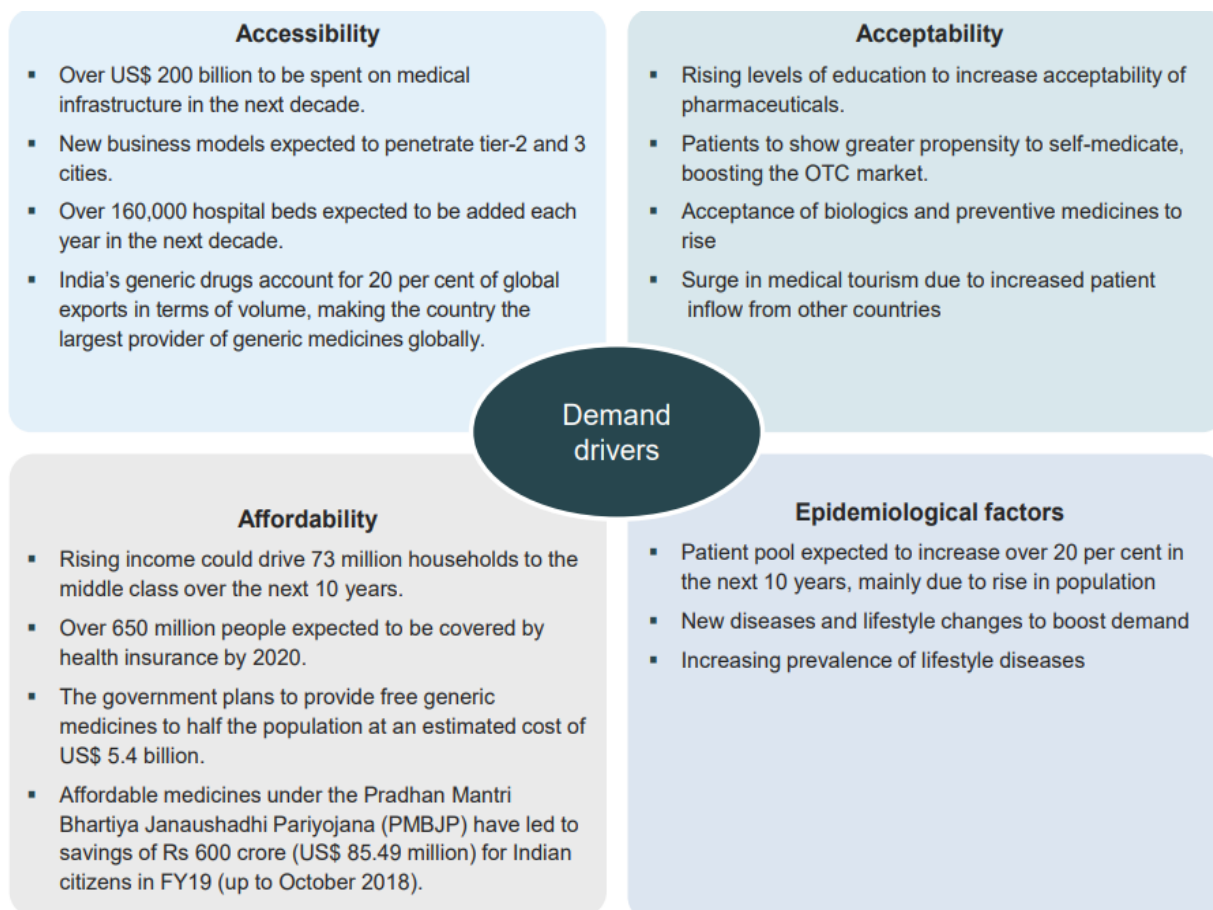 Accessibility
▪ Over US$ 200 billion to be spent on medical
infrastructure in the next decade.
▪ New business models expected to penetrate tier-2 and 3
cities.
▪ Over 160,000 hospital beds expected to be added each
year in the next decade.
▪ India’s generic drugs account for 20 per cent of global
exports in terms of volume, making the country the
largest provider of generic medicines globally.
Acceptability
▪ Rising levels of education to increase acceptability of
pharmaceuticals.
▪ Patients to show greater propensity to self-medicate,
boosting the OTC market.
▪ Acceptance of biologics and preventive medicines to
rise
▪ Surge in medical tourism due to increased patient
inflow from other countries
Demand
drivers
Affordability
▪ Rising income could drive 73 million households to the
middle class over the next 10 years.
▪ Over 650 million people expected to be covered by
health insurance by 2020.
▪ The government plans to provide free generic
medicines to half the population at an estimated cost of
US$ 5.4 billion.
▪ Affordable medicines under the Pradhan Mantri
Bhartiya Janaushadhi Pariyojana (PMBJP) have led to
savings of Rs 600 crore (US$ 85.49 million) for Indian
citizens in FY19 (up to October 2018).
Epidemiological factors
▪ Patient pool expected to increase over 20 per cent in
the next 10 years, mainly due to rise in population
▪ New diseases and lifestyle changes to boost demand
▪ Increasing prevalence of lifestyle diseases